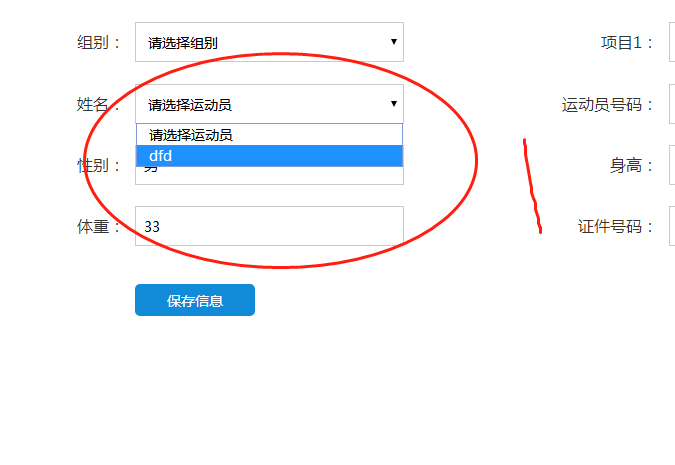 组别： 请选择组别 项目1：
姓名： 请选择运动员 运动员号码：
请选择运动员
dfd
性别： 男 身高：
体重： 33 证件号码：
保存信息